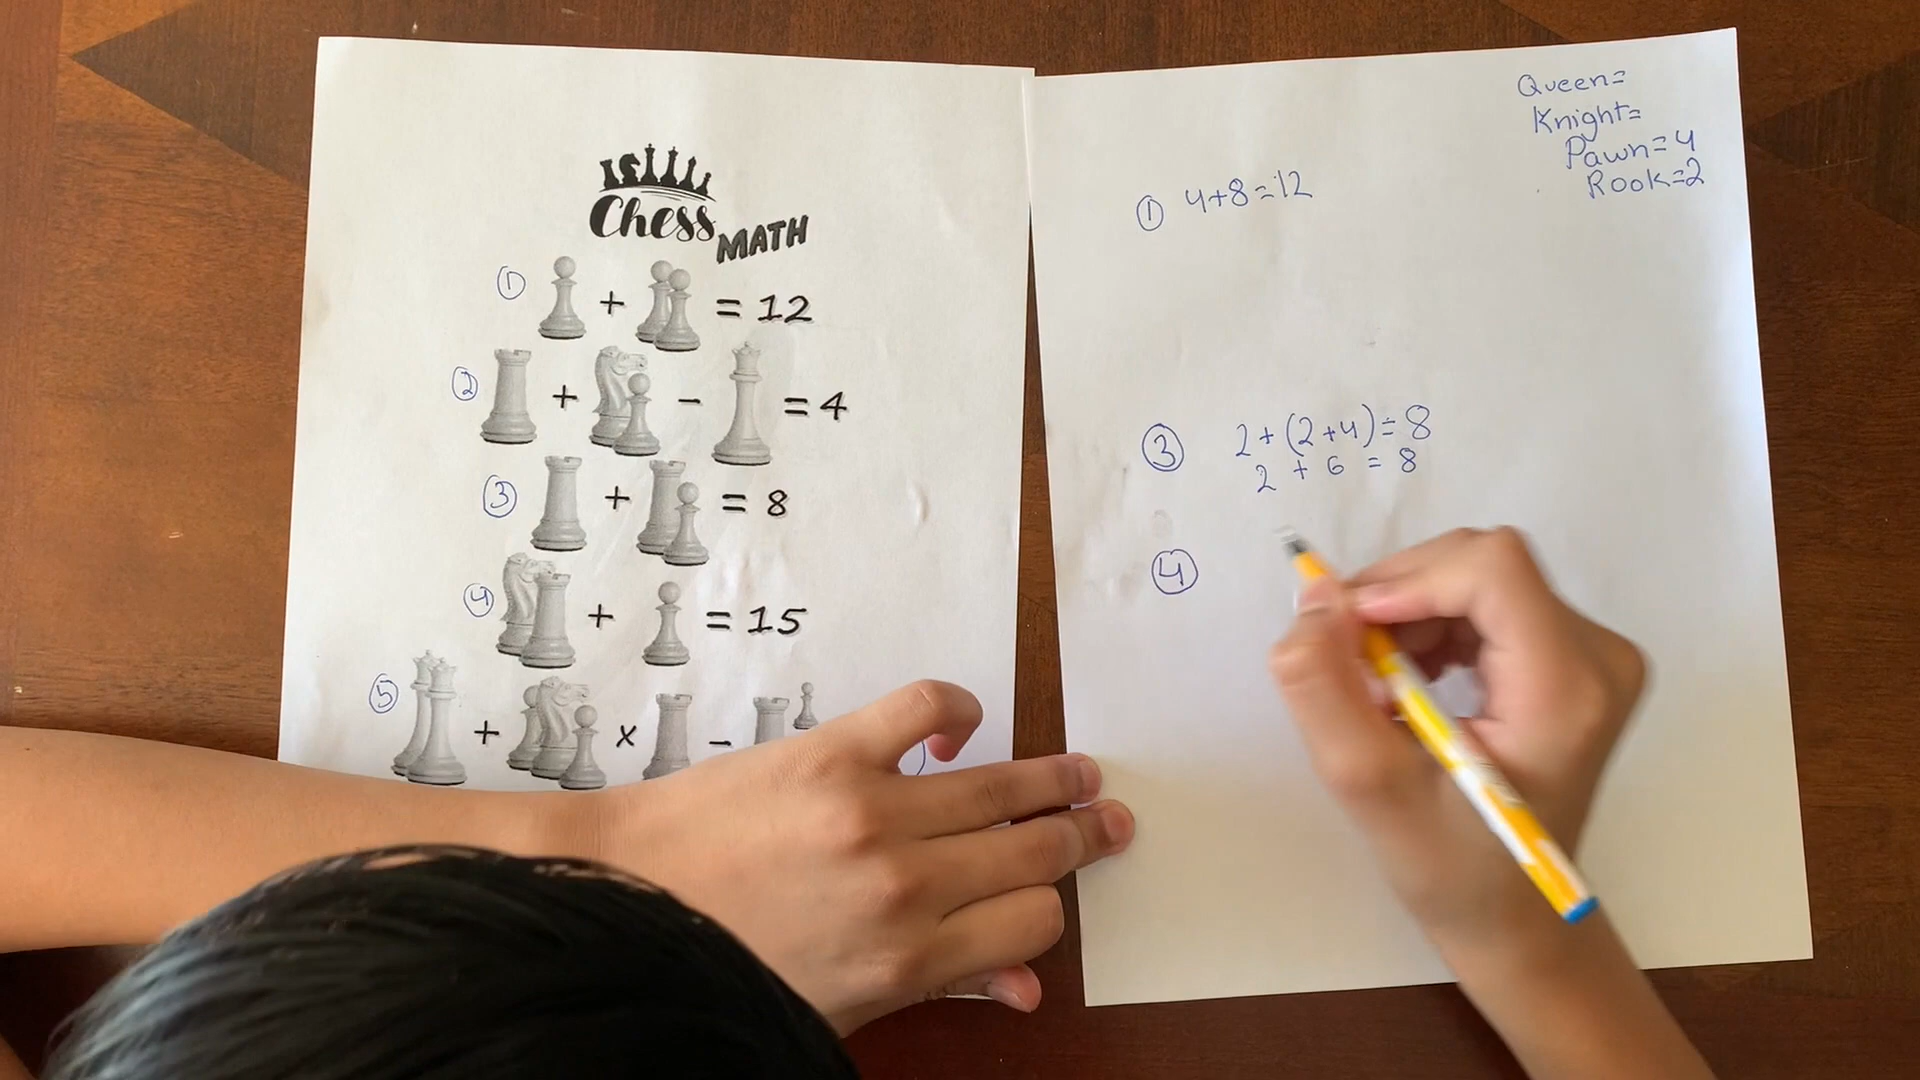 Chess MATH
① + = 12
② + - = 4
③ + = 8
④ + = 15
⑤ + x -
Queen=
Knight=
Pawn=4
Rook=2
① 4+8=12
③ 2+(2+4)=8
2 + 6 = 8
④